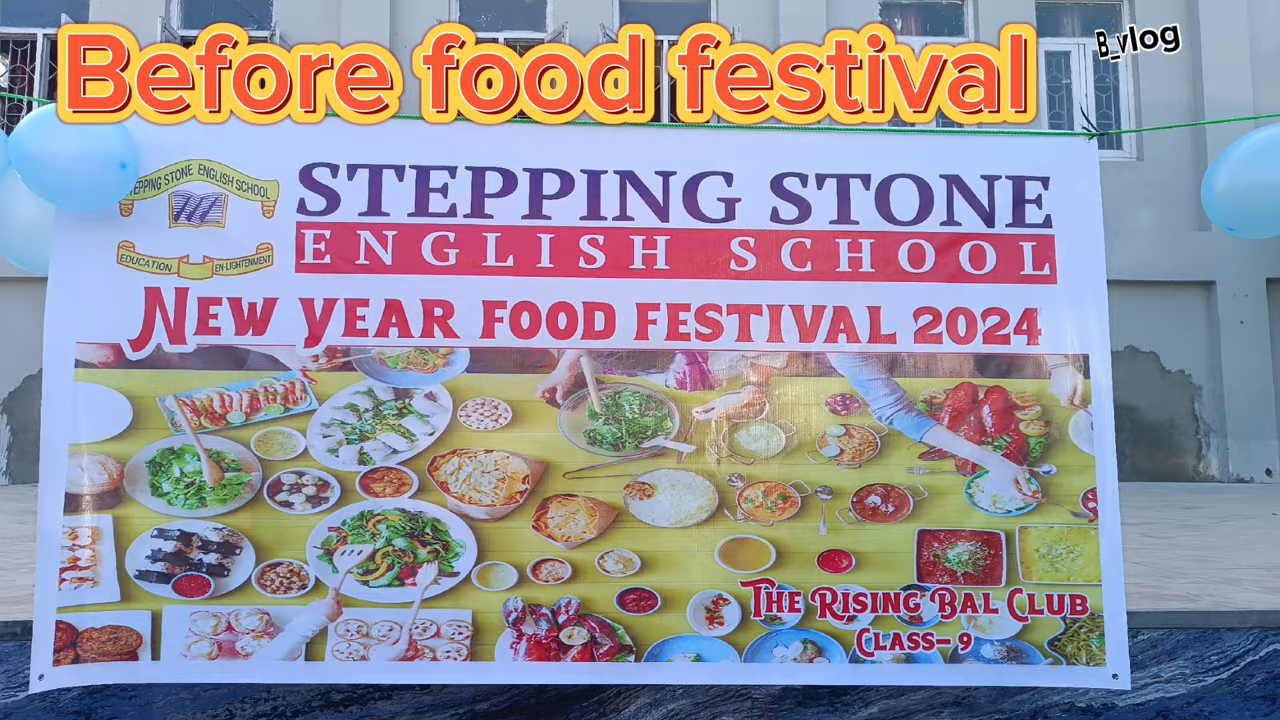 Before food festival
B_vlog
STEPPING STONE ENGLISH SCHOOL
EDUCATION EN-LIGHTENMENT
STEPPING STONE
ENGLISH SCHOOL
NEW YEAR FOOD FESTIVAL 2024
THE RISING BAL CLUB
CLASS-9